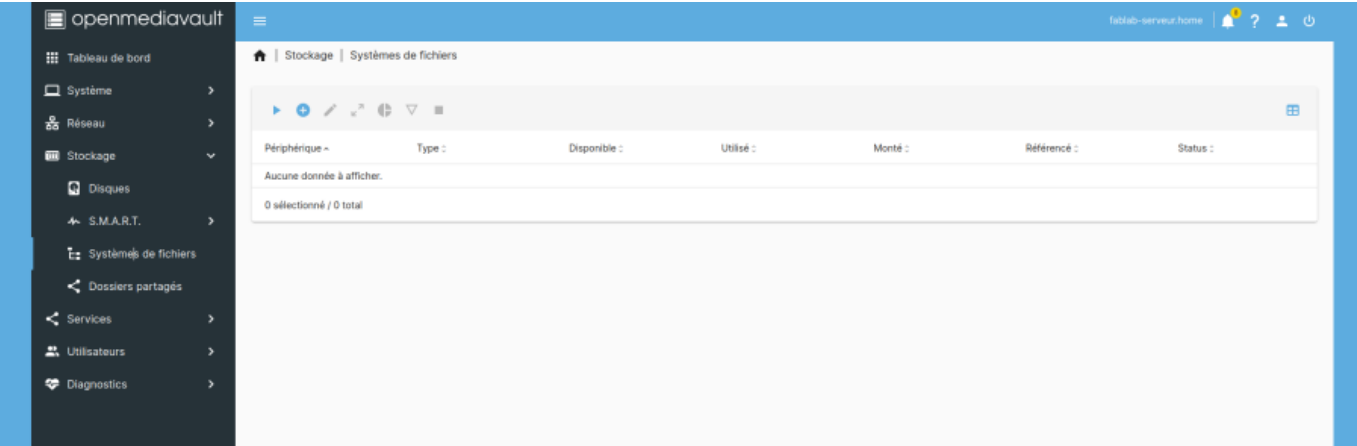 openmediavault
fablab-serveur.home
Tableau de bord
Stockage | Systèmes de fichiers
Système
Réseau
Stockage
Périphérique Type Disponible Utilisé Monté Référencé Status
Aucune donnée à afficher.
Disques
0 sélectionné / 0 total
S.M.A.R.T.
Systèmes de fichiers
Dossiers partagés
Services
Utilisateurs
Diagnostics